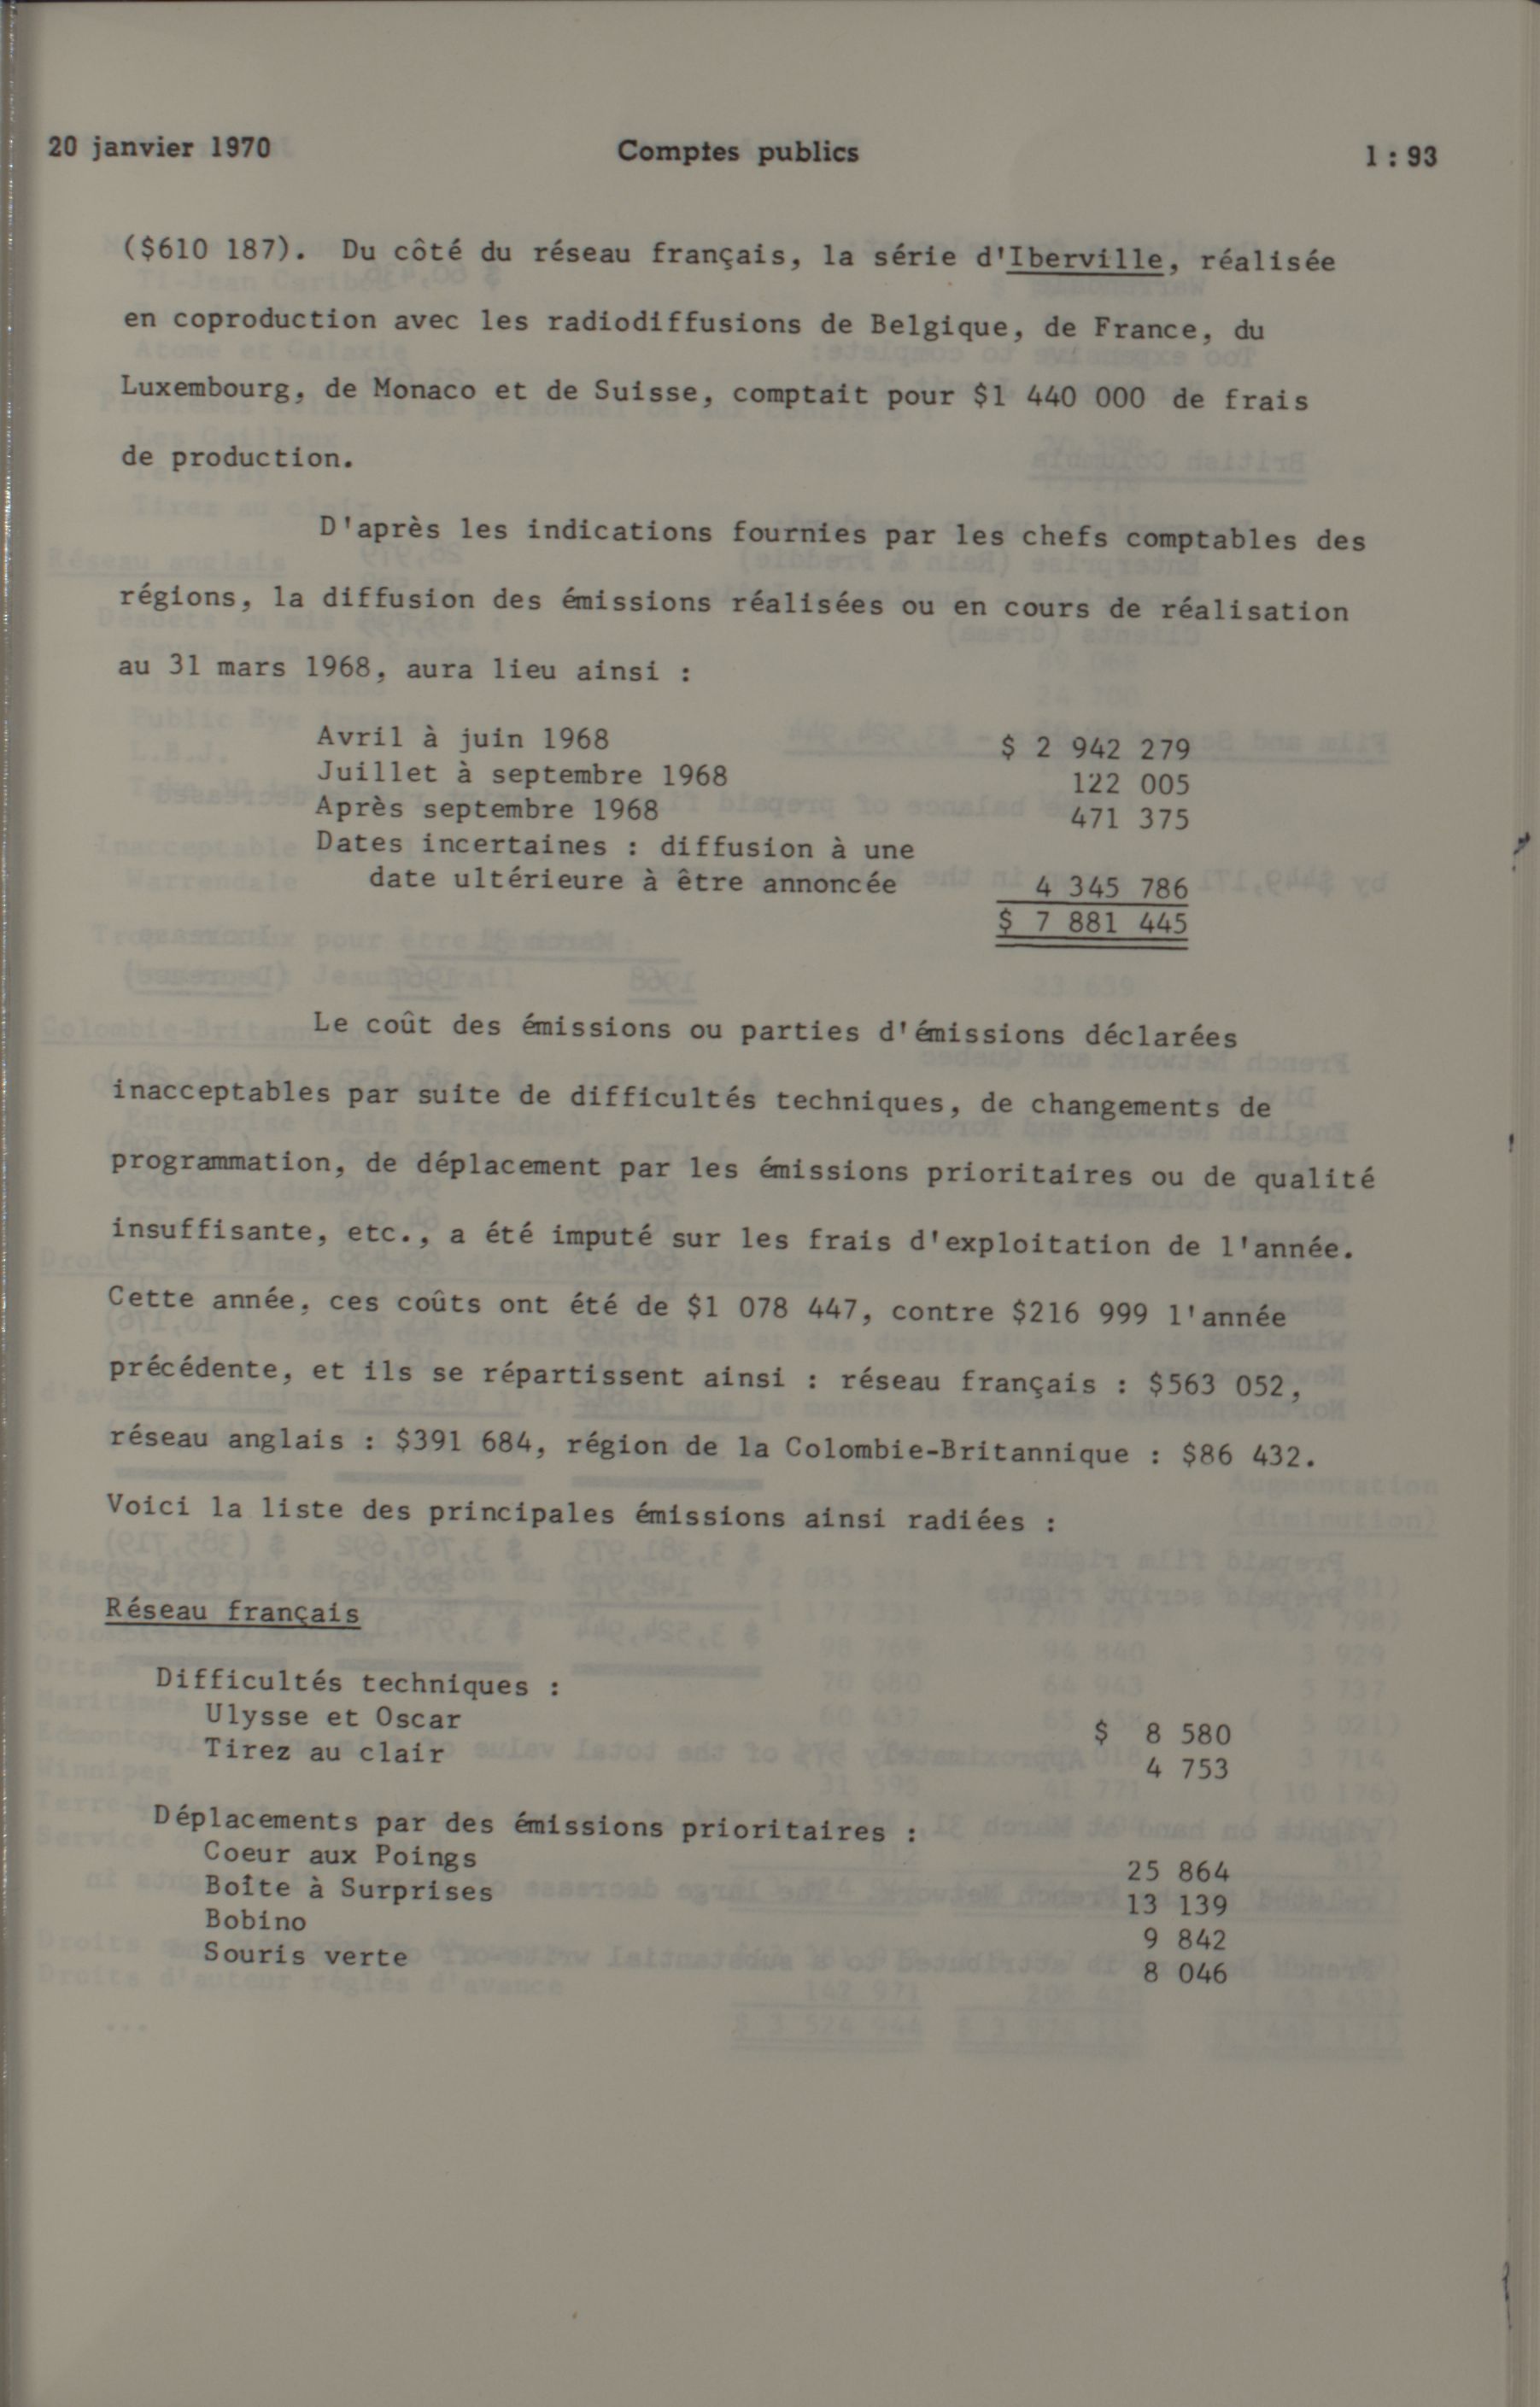 20 janvier 1970 Comptes publics 1 : 93
($610 187). Du côté du réseau français, la série d'Iberville, réalisée
en coproduction avec les radiodiffusions de Belgique, de France, du
Luxembourg, de Monaco et de Suisse, comptait pour $1 440 000 de frais
de production.
D'après les indications fournies par les chefs comptables des
régions, la diffusion des émissions réalisées ou en cours de réalisation
au 31 mars 1968, aura lieu ainsi :
Avril à juin 1968 $ 2 942 279
Juillet à septembre 1968 122 005
Après septembre 1968 471 375
Dates incertaines : diffusion à une
date ultérieure à être annoncée 4 345 786
$ 7 881 445
Le coût des émissions ou parties d'émissions déclarées
inacceptables par suite de difficultés techniques, de changements de
programmation, de déplacement par les émissions prioritaires ou de qualité
insuffisante, etc., a été imputé sur les frais d'exploitation de l'année.
Cette année, ces coûts ont été de $1 078 447, contre $216 999 l'année
précédente, et ils se répartissent ainsi : réseau français : $563 052,
réseau anglais : $391 684, région de la Colombie-Britannique : $86 432.
Voici la liste des principales émissions ainsi radiées :
Réseau français
Difficultés techniques :
Ulysse et Oscar $ 8 580
Tirez au clair 4 753
Déplacements par des émissions prioritaires :
Coeur aux Poings 25 864
Boîte à Surprises 13 139
Bobino 9 842
Souris verte 8 046
...